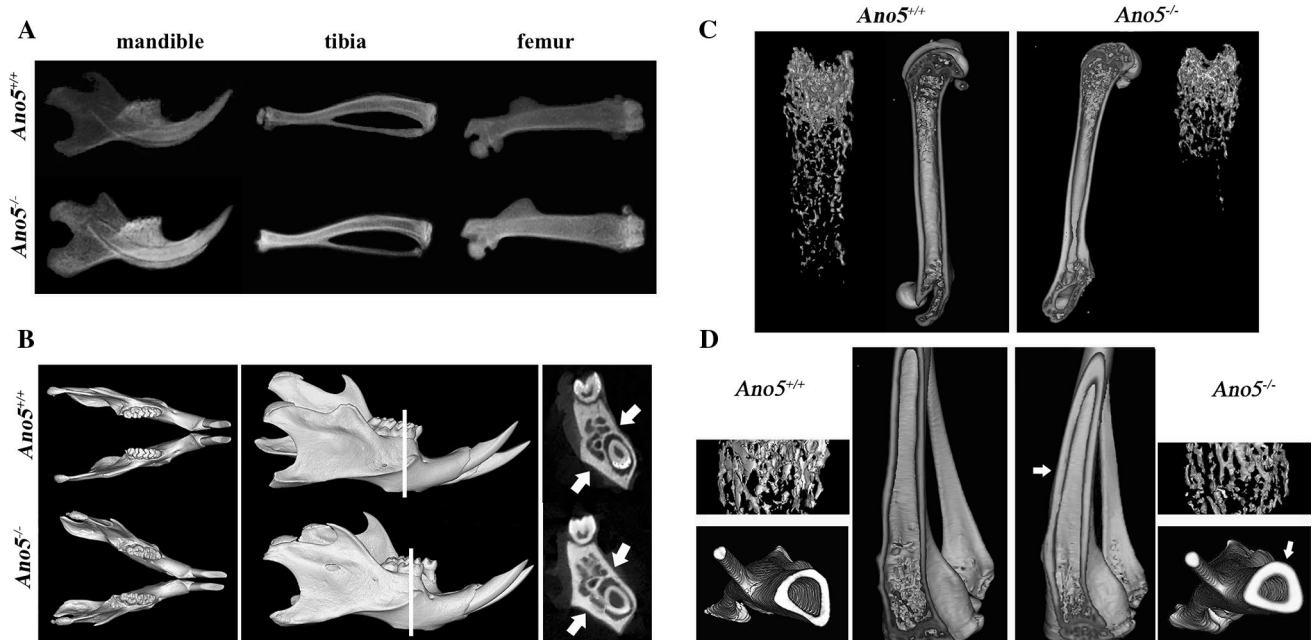 A
mandible tibia femur
Ano5+/+
Ano5-/-
B
Ano5+/+
Ano5-/-
C
Ano5+/+ Ano5-/-
D
Ano5+/+ Ano5-/-